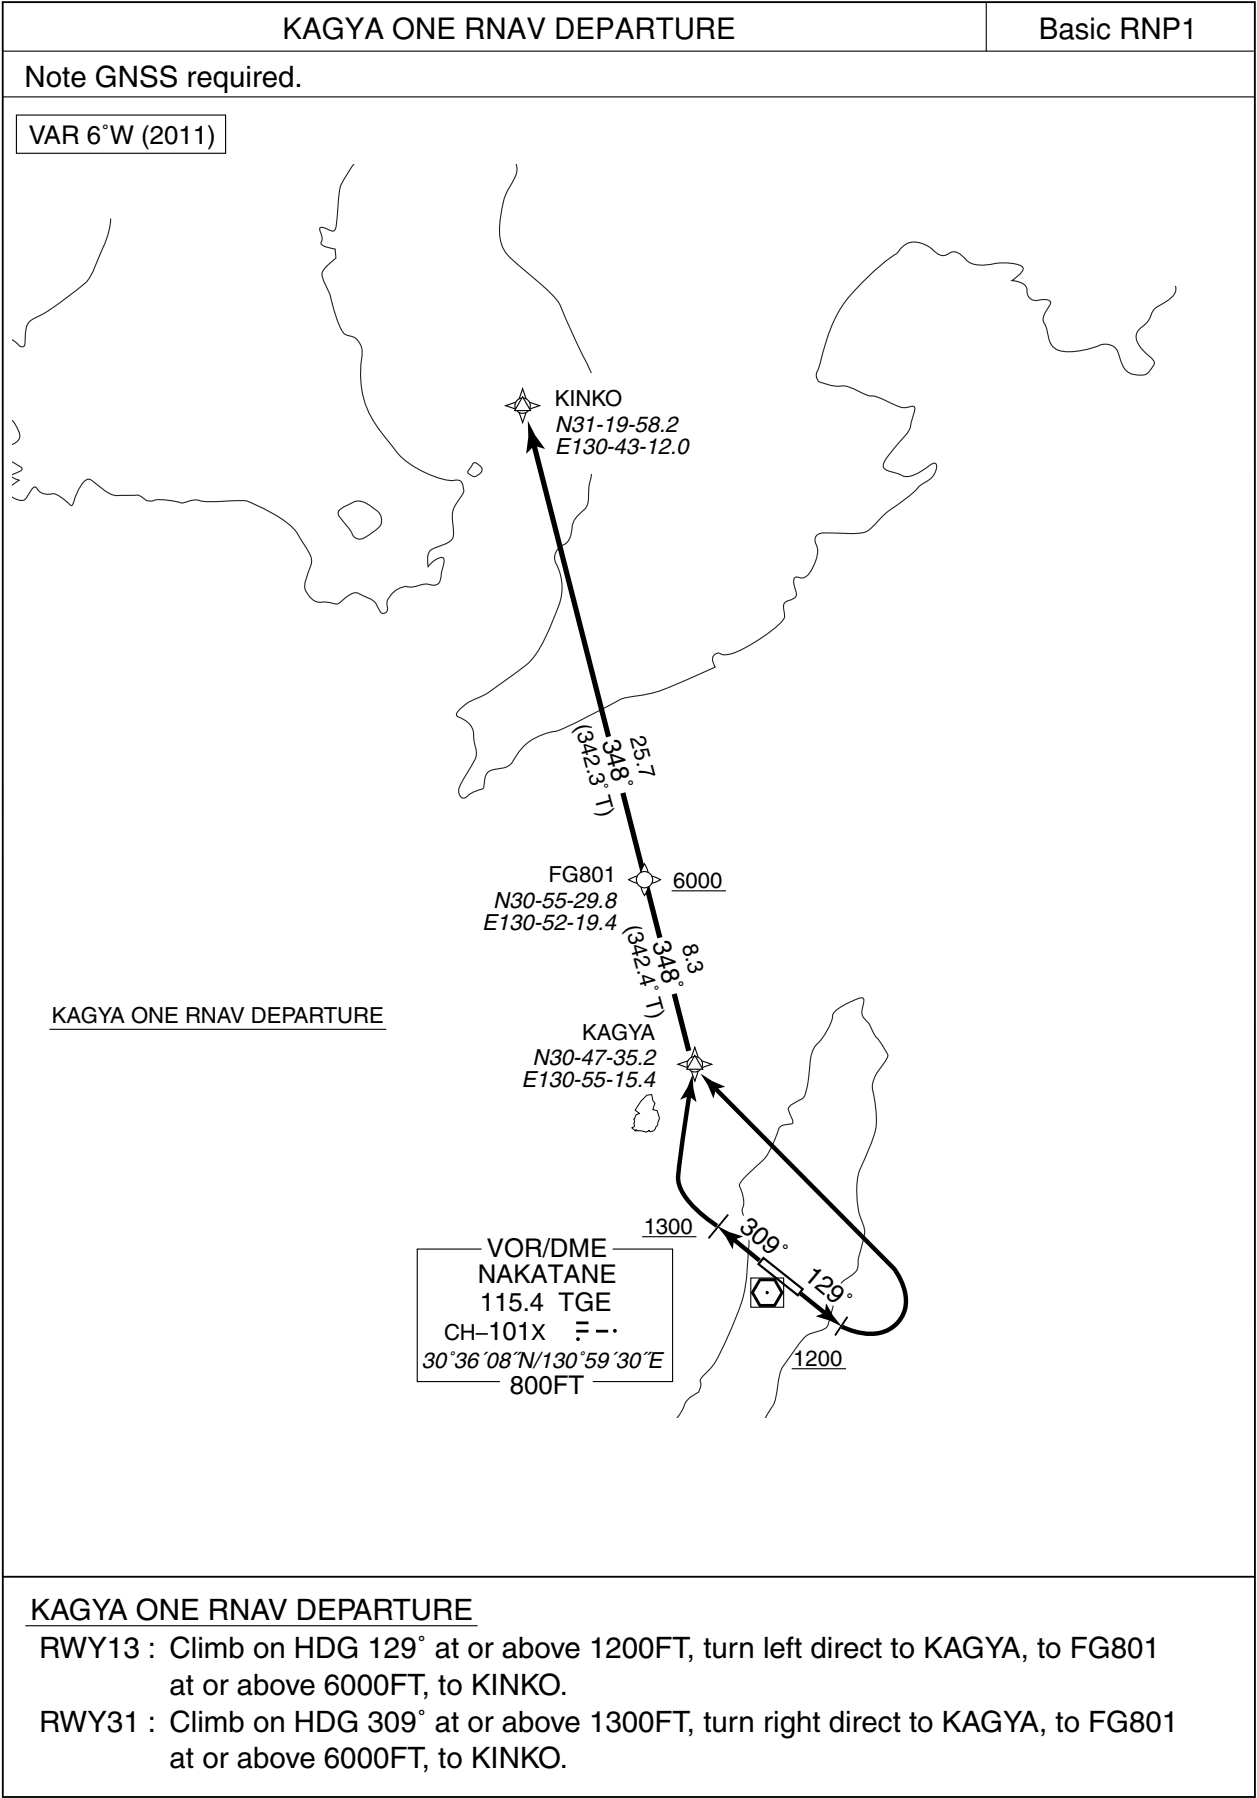 KAGYA ONE RNAV DEPARTURE
Basic RNP1
Note GNSS required.
VAR 6˚W (2011)
KINKO
N31-19-58.2
E130-43-12.0
25.7
348˚
(342.3˚ T)
FG801
N30-55-29.8
E130-52-19.4
6000
8.3
348˚
(342.4˚ T)
KAGYA ONE RNAV DEPARTURE
KAGYA
N30-47-35.2
E130-55-15.4
1300
309˚
129˚
1200
VOR/DME
NAKATANE
115.4 TGE
CH–101X
30˚36´08˝N/130˚59´30˝E
800FT
KAGYA ONE RNAV DEPARTURE
RWY13 : Climb on HDG 129˚ at or above 1200FT, turn left direct to KAGYA, to FG801
at or above 6000FT, to KINKO.
RWY31 : Climb on HDG 309˚ at or above 1300FT, turn right direct to KAGYA, to FG801
at or above 6000FT, to KINKO.